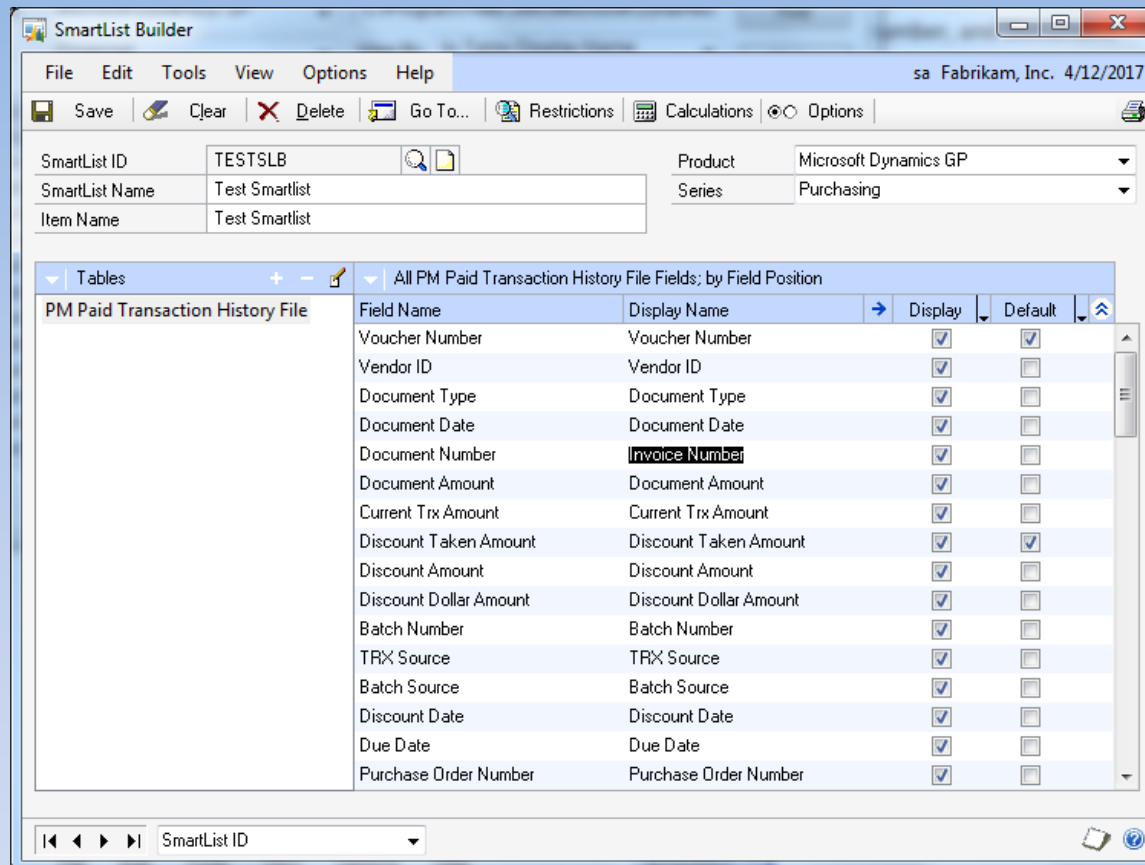 SmartList Builder
File Edit Tools View Options Help sa Fabrikam, Inc. 4/12/2017
Save Clear Delete Go To... Restrictions Calculations Options
SmartList ID TESTSLB Product Microsoft Dynamics GP
SmartList Name Test Smartlist Series Purchasing
Item Name Test Smartlist
Tables All PM Paid Transaction History File Fields; by Field Position
PM Paid Transaction History File Field Name Display Name Display Default
Voucher Number Voucher Number
Vendor ID Vendor ID
Document Type Document Type
Document Date Document Date
Document Number Invoice Number
Document Amount Document Amount
Current Trx Amount Current Trx Amount
Discount Taken Amount Discount Taken Amount
Discount Amount Discount Amount
Discount Dollar Amount Discount Dollar Amount
Batch Number Batch Number
TRX Source TRX Source
Batch Source Batch Source
Discount Date Discount Date
Due Date Due Date
Purchase Order Number Purchase Order Number
SmartList ID